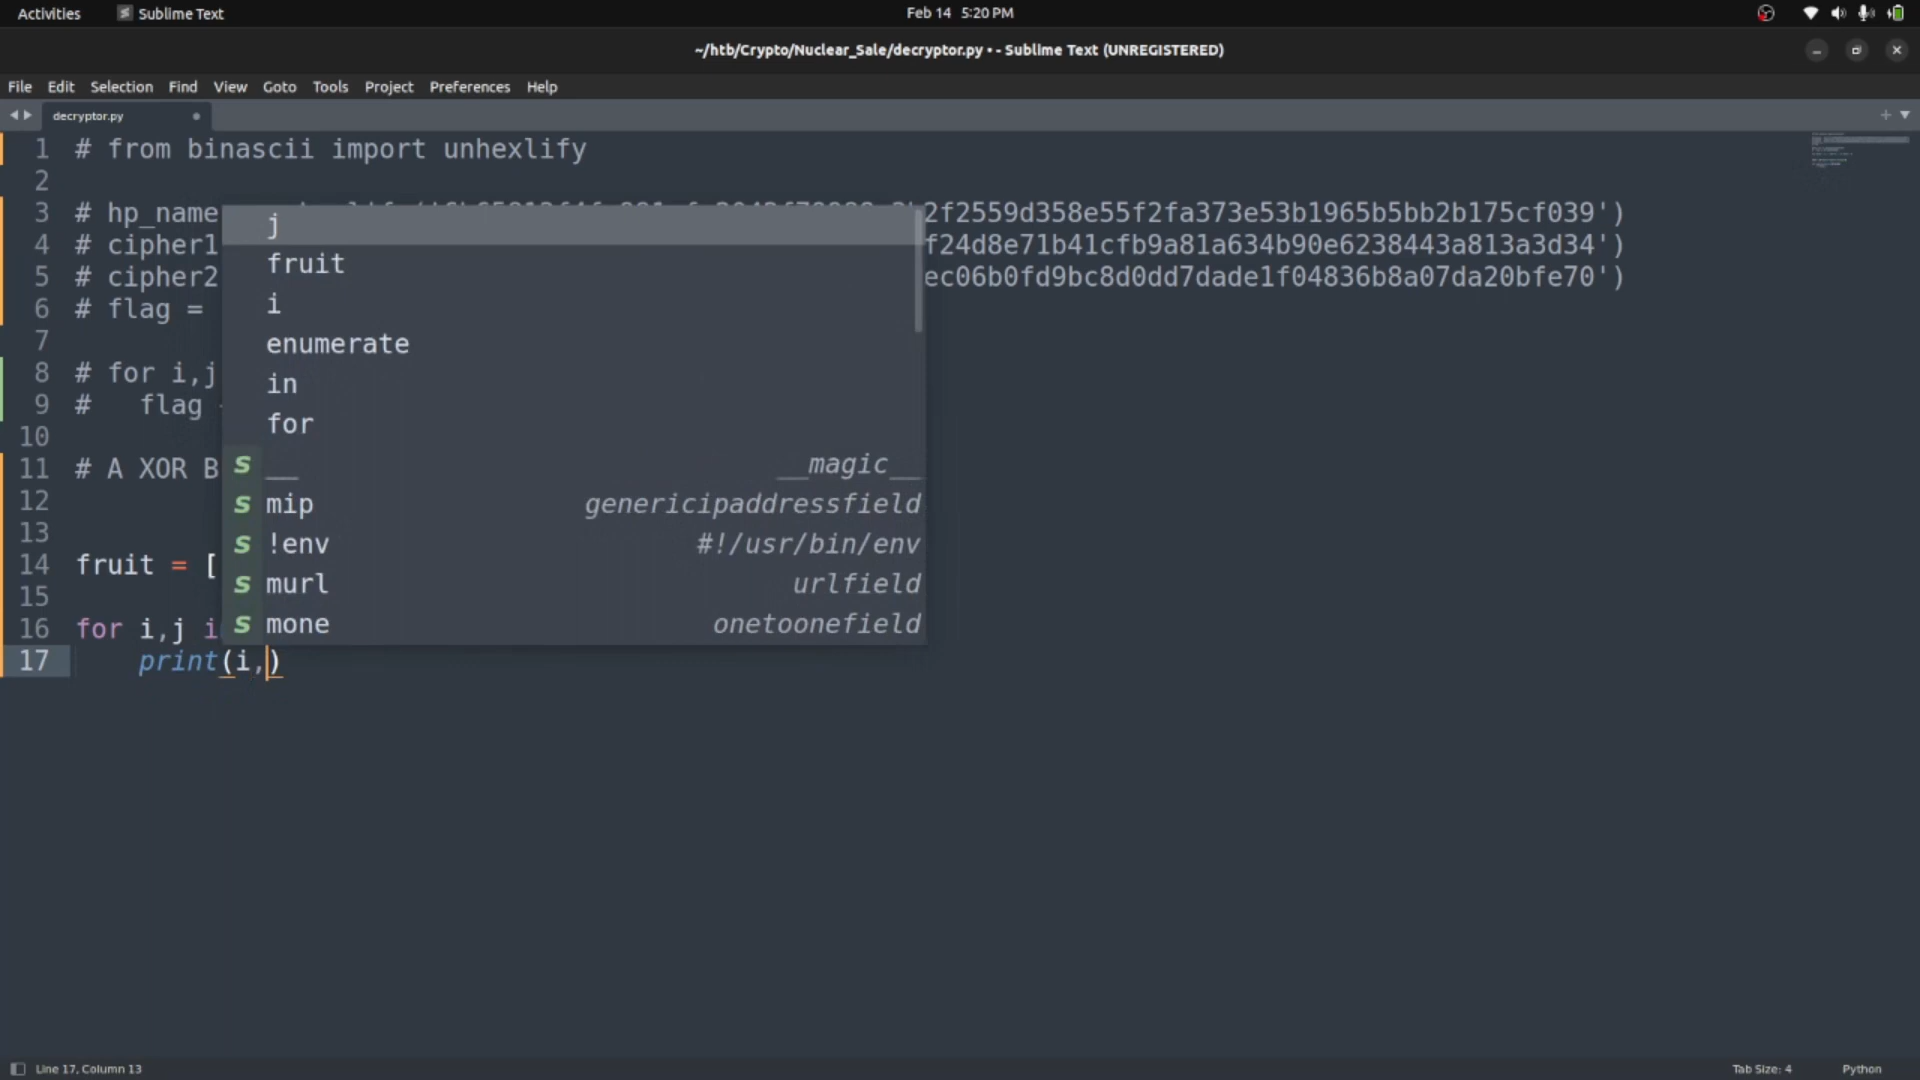 Activities Sublime Text Feb 14 5:20 PM
~/htb/Crypto/Nuclear_Sale/decryptor.py • - Sublime Text (UNREGISTERED)
File Edit Selection View Find Goto Tools Project Preferences Help
decryptor.py
1 # from binascii import unhexlify
2
3 # hp_name 2f2559d358e55f2fa373e53b1965b5bb2b175cf039')
4 # cipher1 f24d8e71b41cfb9a81a634b90e6238443a813a3d34')
5 # cipher2 ec06b0fd9bc8d0dd7dade1f04836b8a07da20bfe70')
6 # flag =
7
8 # for i,j
9 # flag
10
11 # A XOR B
12
13
14 fruit = [
15
16 for i,j i
17 print(i,)
j
fruit
i
enumerate
in
for
s __ __magic__
s mip genericipaddressfield
s !env #!/usr/bin/env
s murl urlfield
s mone onetoonefield
Line 17, Column 13 Tab Size: 4 Python